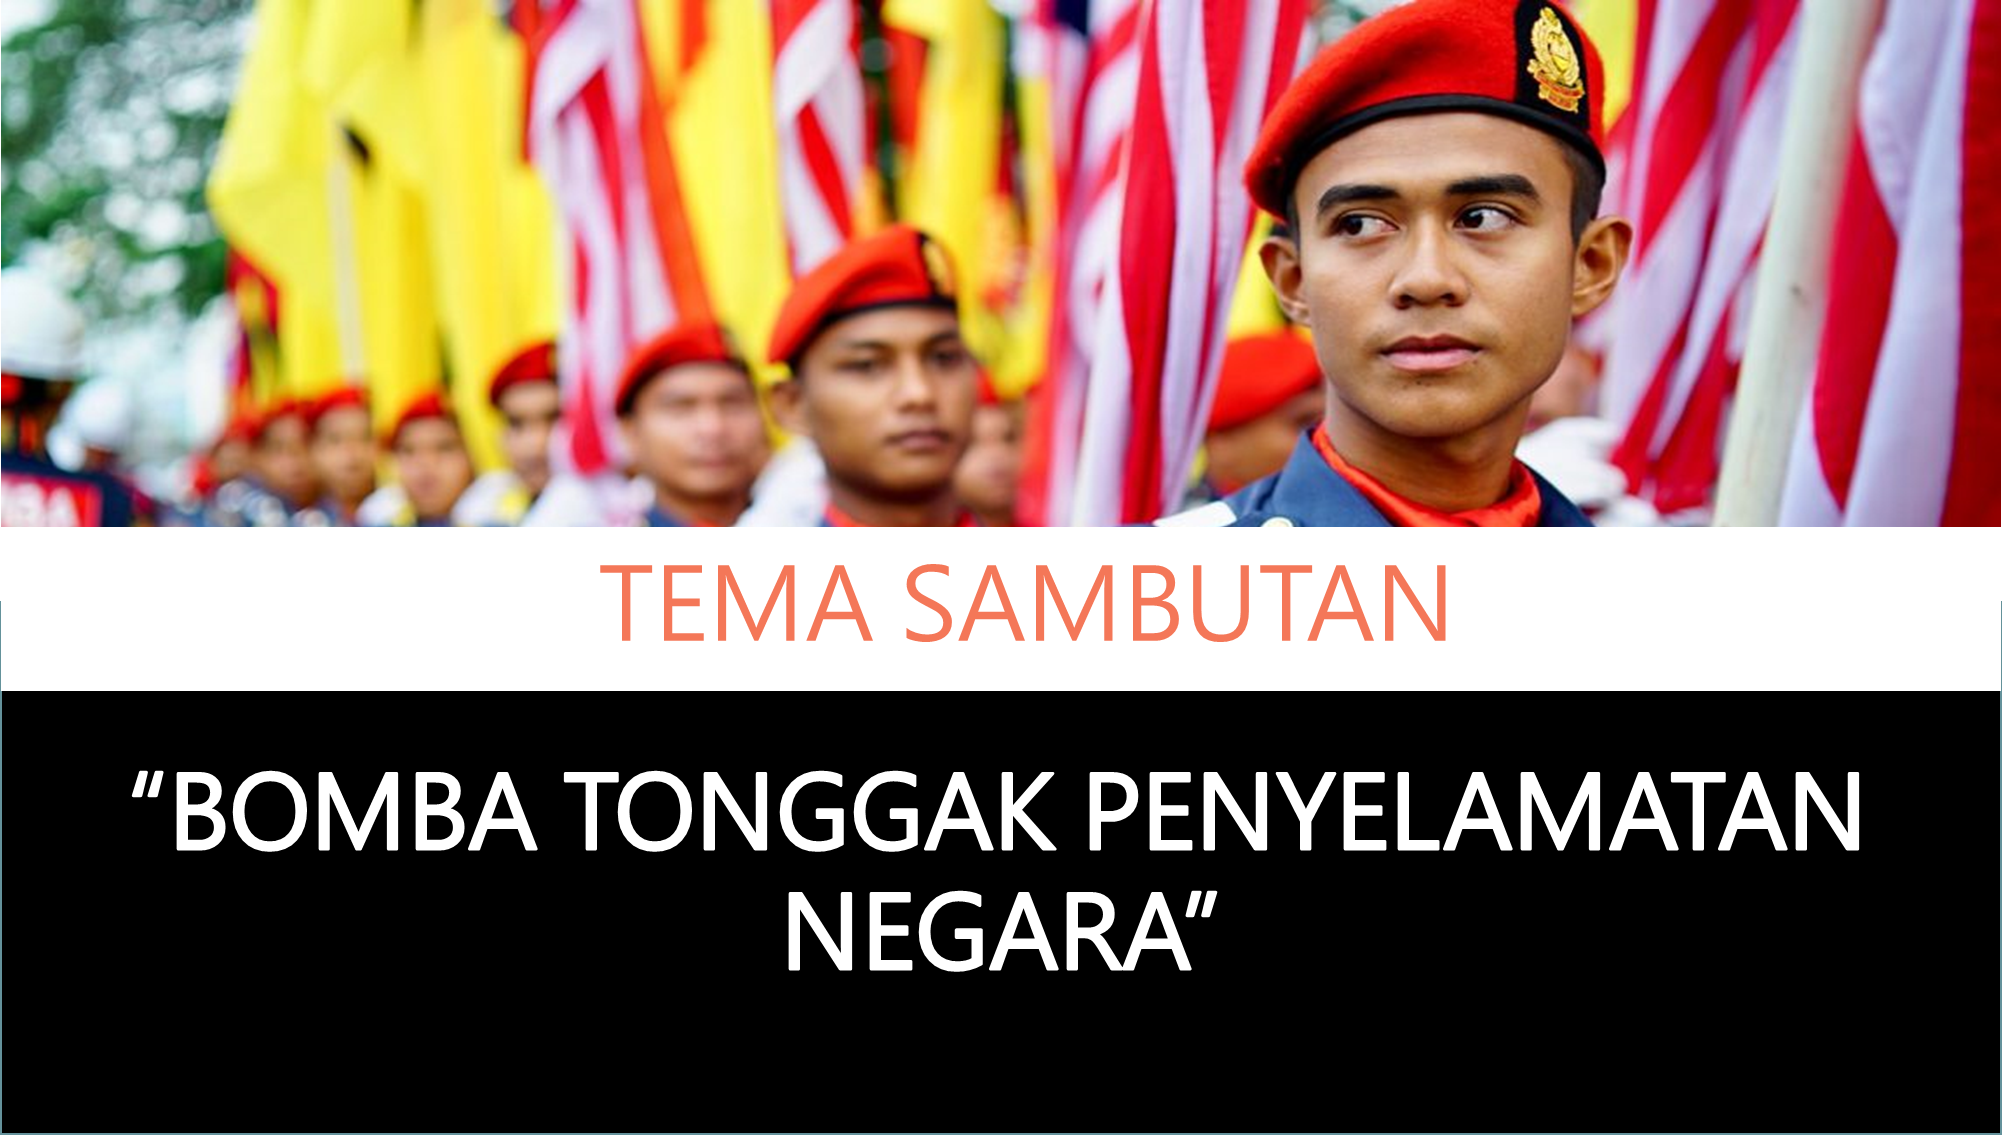 TEMA SAMBUTAN
“BOMBA TONGGAK PENYELAMATAN
NEGARA”